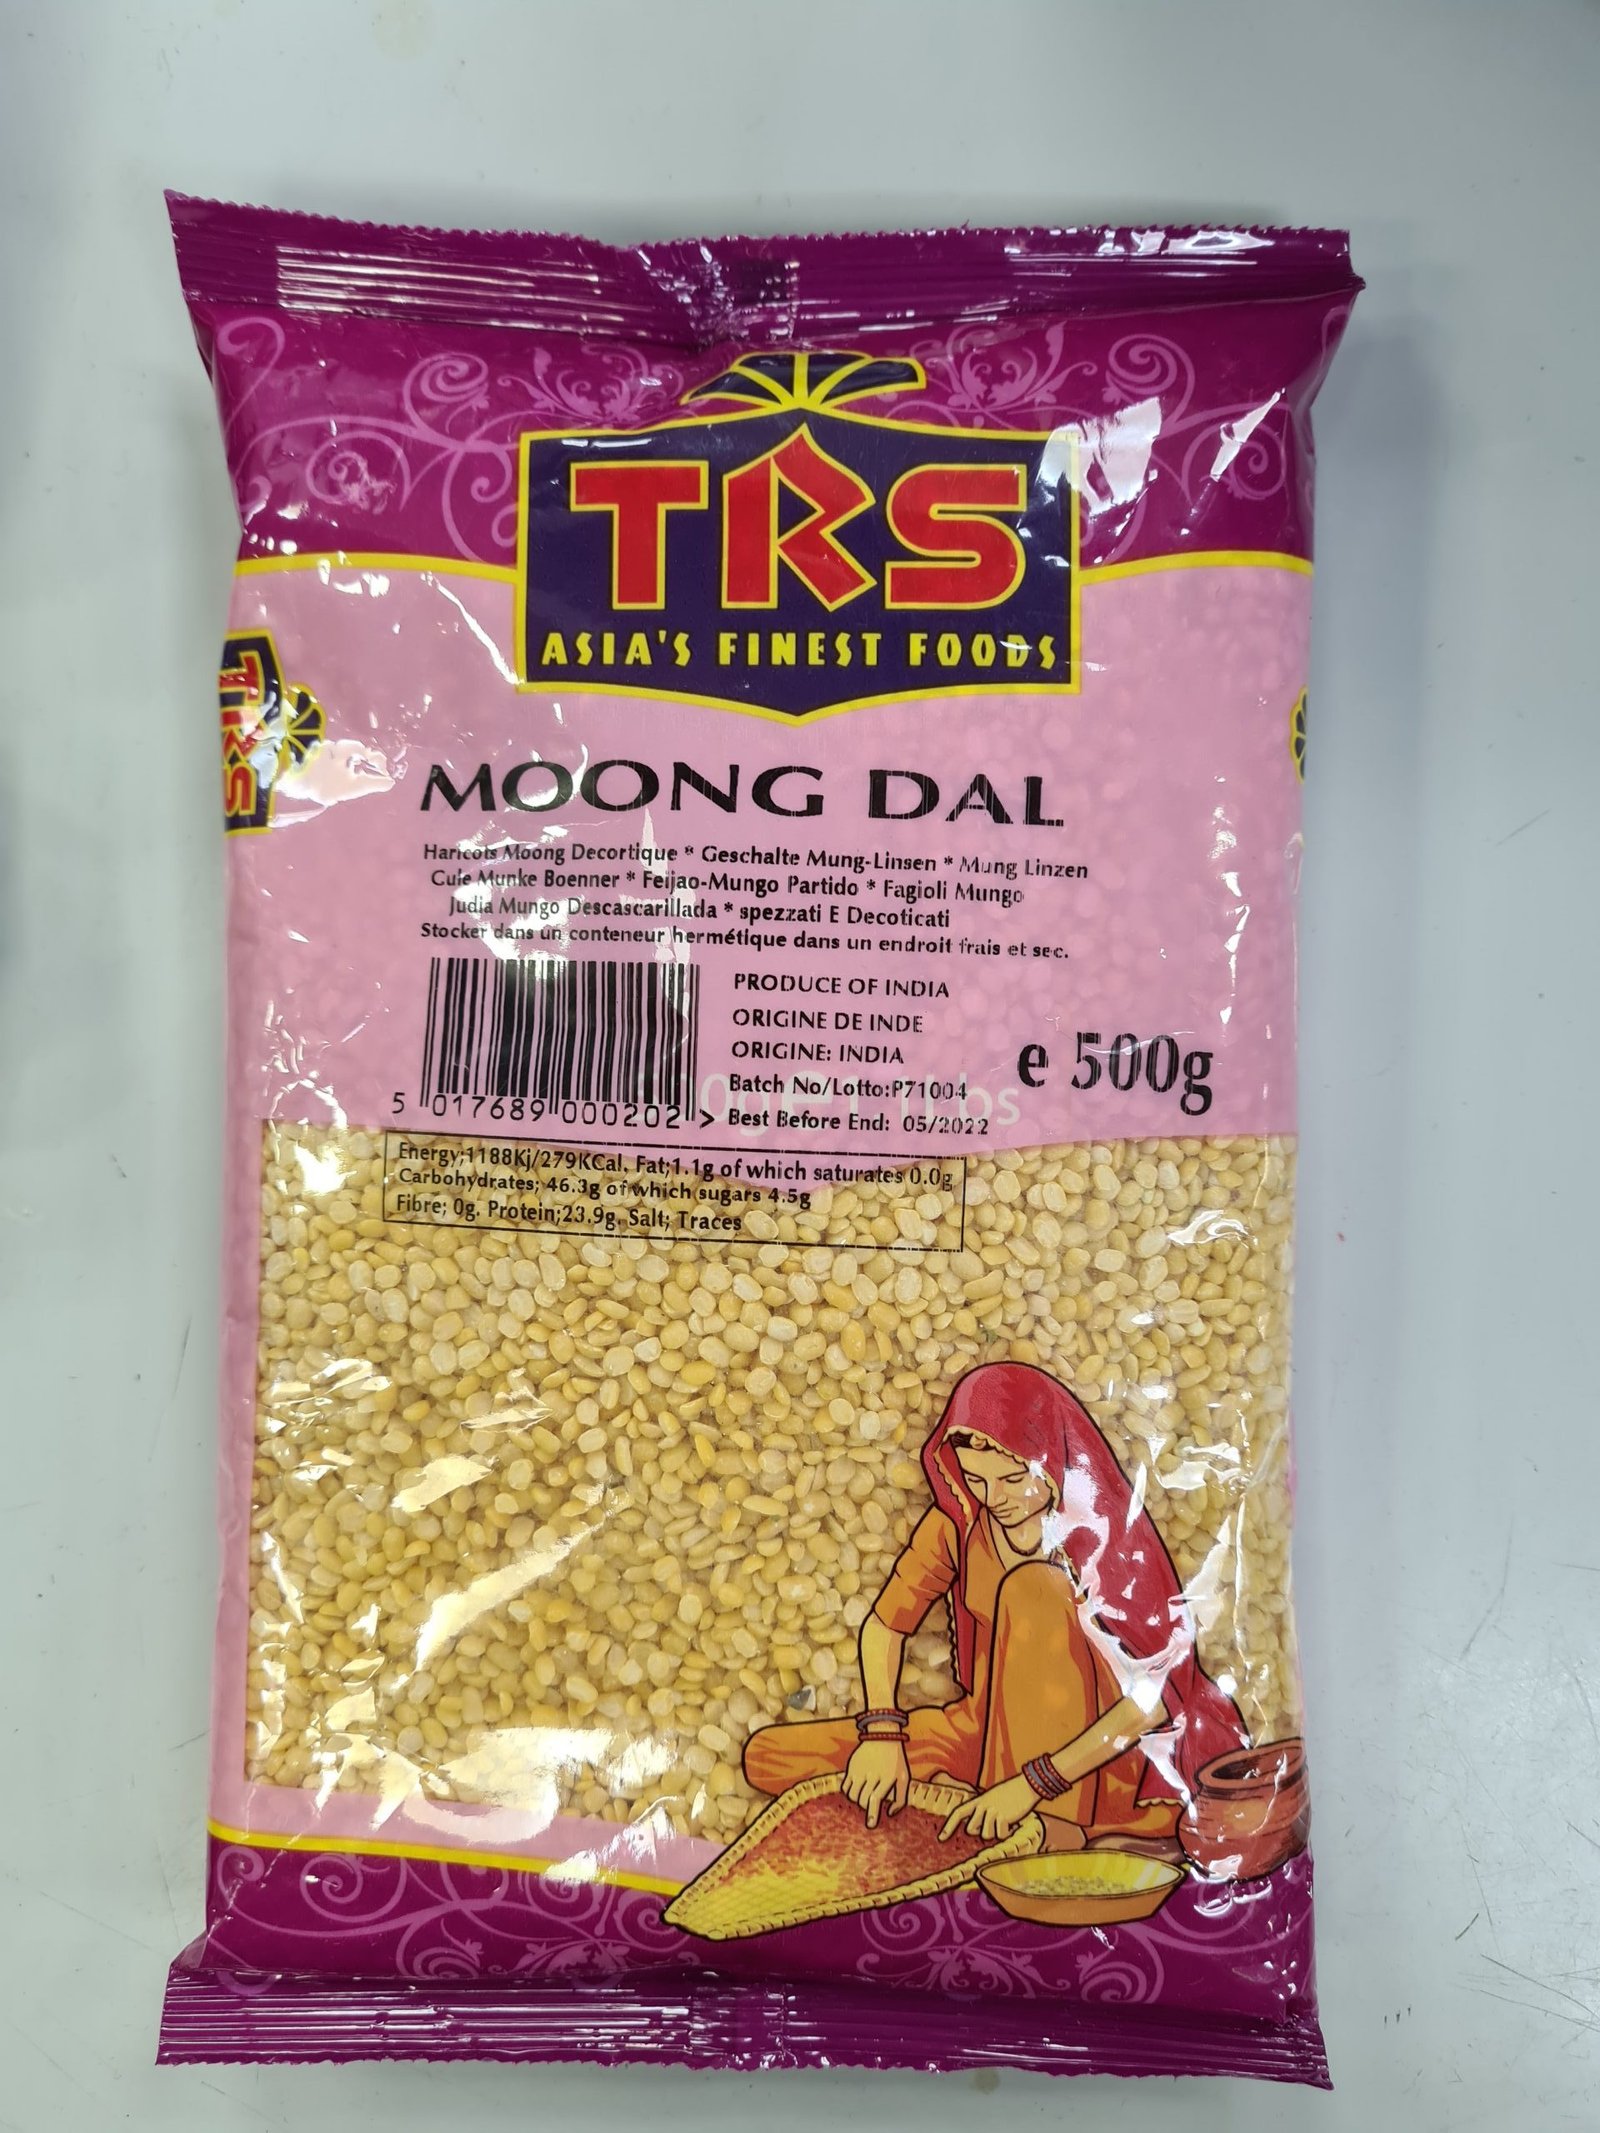 TRS
ASIA'S FINEST FOODS
TRS
MOONG DAL
Haricots Moong Decortique * Geschalte Mung-Linsen * Mung Linzen
Cule Munke Boenner * Feijao-Mungo Partido * Fagioli Mungo
Judia Mungo Descascarillada * spezzati E Decoticati
Stocker dans un conteneur hermétique dans un endroit frais et sec.
PRODUCE OF INDIA
ORIGINE DE INDE
ORIGINE: INDIA
e 500g
Batch No/Lotto:P71004
Best Before End: 05/2022
5 017689 000202 >
Energy;1188Kj/279KCal. Fat;1.1g of which saturates 0.0g
Carbohydrates; 46.3g of which sugars 4.5g
Fibre; 0g. Protein;23.9g. Salt; Traces